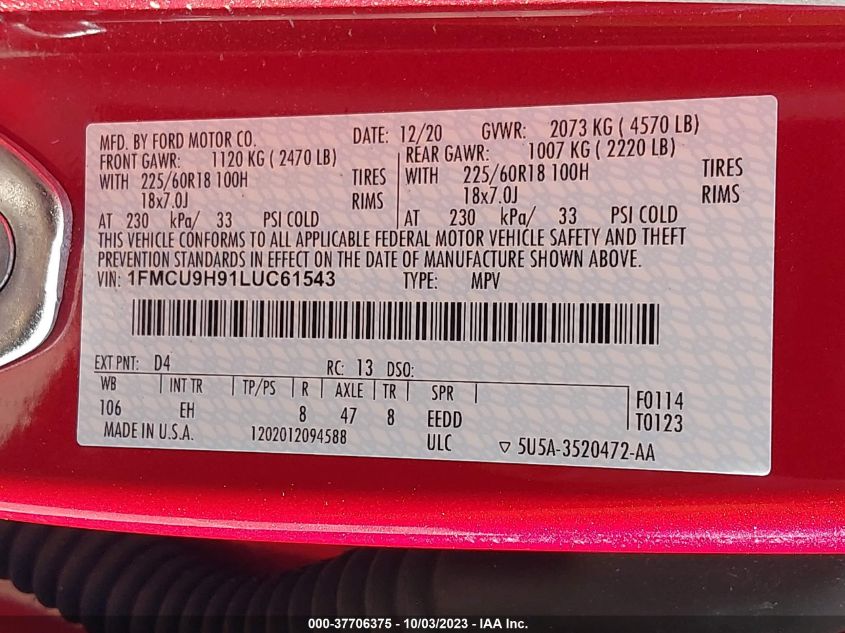 MFD. BY FORD MOTOR CO. DATE: 12/20 GVWR: 2073 KG ( 4570 LB)
FRONT GAWR: 1120 KG ( 2470 LB) REAR GAWR: 1007 KG ( 2220 LB)
WITH 225/60R18 100H TIRES WITH 225/60R18 100H TIRES
18x7.0J RIMS 18x7.0J RIMS
AT 230 kPa/ 33 PSI COLD AT 230 kPa/ 33 PSI COLD
THIS VEHICLE CONFORMS TO ALL APPLICABLE FEDERAL MOTOR VEHICLE SAFETY AND THEFT
PREVENTION STANDARDS IN EFFECT ON THE DATE OF MANUFACTURE SHOWN ABOVE.
VIN: 1FMCU9H91LUC61543 TYPE: MPV
EXT PNT: D4 RC: 13 DSO:
WB INT TR TP/PS R AXLE TR SPR F0114
106 EH 8 47 8 EEDD T0123
MADE IN U.S.A. 1202012094588 ULC ▽ 5U5A-3520472-AA
000-37706375 - 10/03/2023 - IAA Inc.